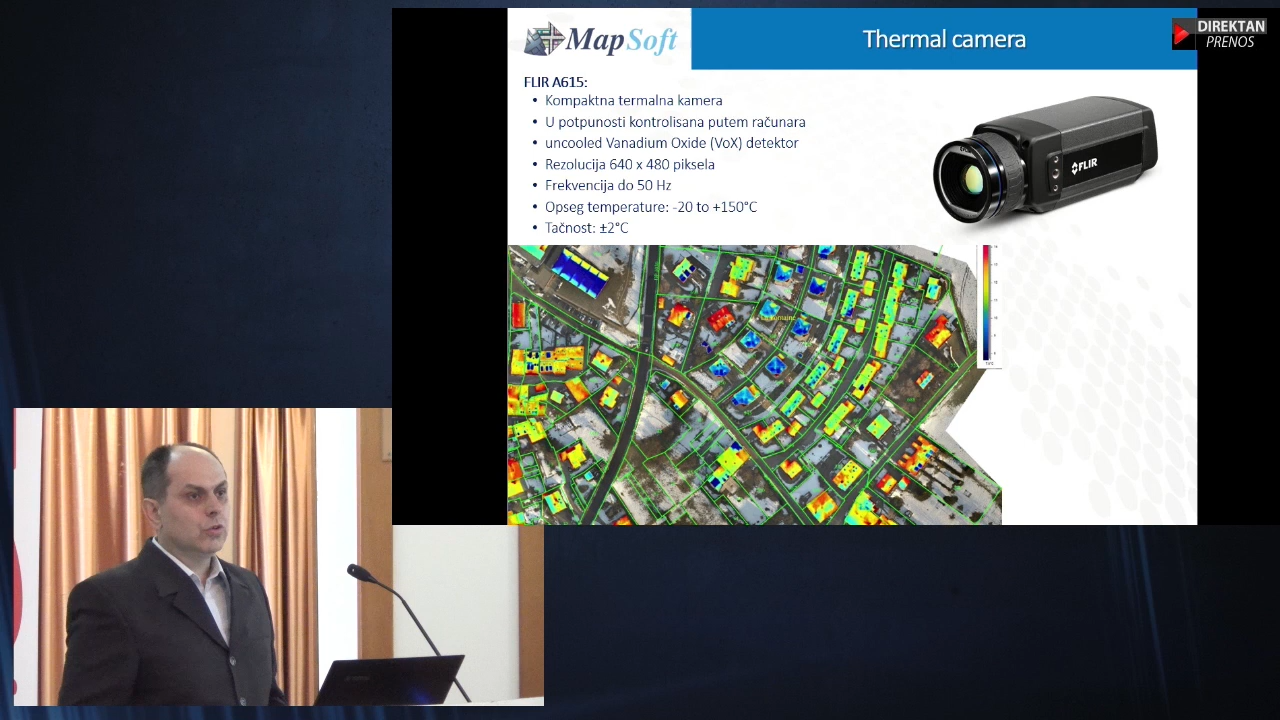 MapSoft
Thermal camera
DIREKTAN
PRENOS
FLIR A615:
• Kompaktna termalna kamera
• U potpunosti kontrolisana putem računara
• uncooled Vanadium Oxide (VoX) detektor
• Rezolucija 640 x 480 piksela
• Frekvencija do 50 Hz
• Opseg temperature: -20 to +150°C
• Tačnost: ±2°C
FLIR